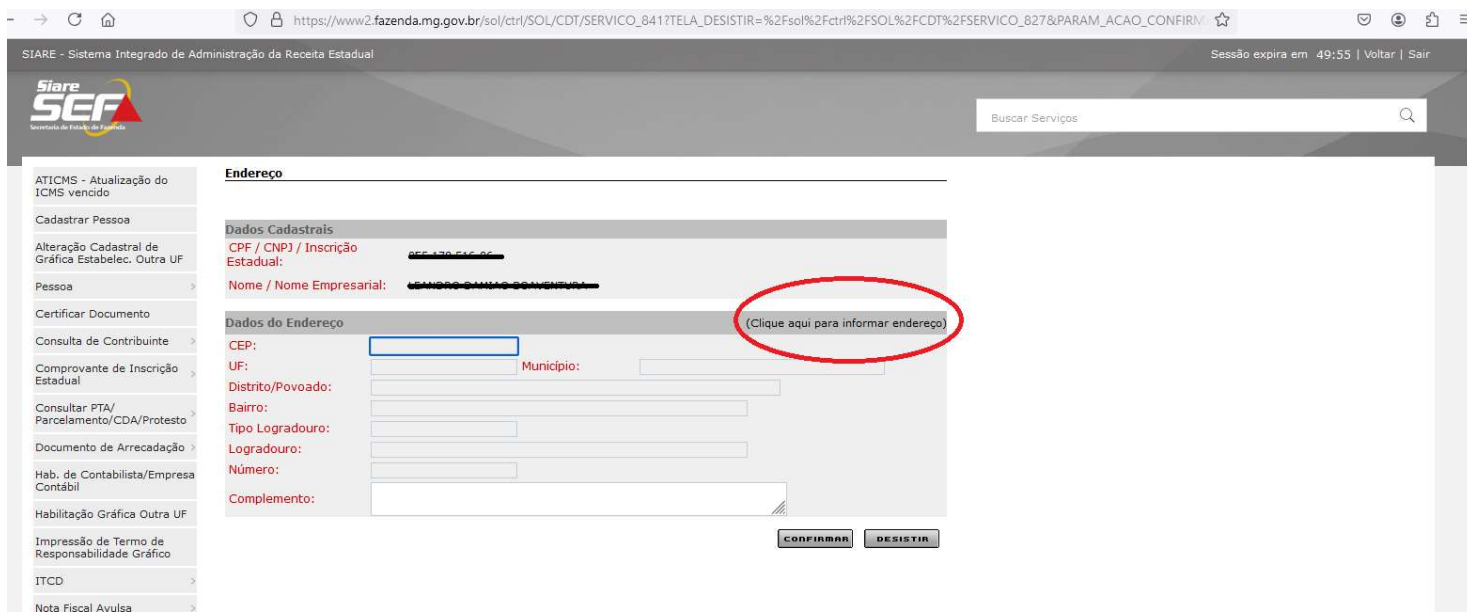 https://www2.fazenda.mg.gov.br/sol/ctrl/SOL/CDT/SERVICO_841?TELA_DESISTIR=%2Fsol%2Fctrl%2FSOL%2FCDT%2FSERVICO_827&PARAM_ACAO_CONFIRM
SIARE - Sistema Integrado de Administração da Receita Estadual
Sessão expira em 49:55 | Voltar | Sair
Siare
SEF
Secretaria de Estado de Fazenda
Buscar Serviços
ATICMS - Atualização do
ICMS vencido
Cadastrar Pessoa
Alteração Cadastral de
Gráfica Estabelec. Outra UF
Pessoa
Certificar Documento
Consulta de Contribuinte
Comprovante de Inscrição
Estadual
Consultar PTA/
Parcelamento/CDA/Protesto
Documento de Arrecadação
Hab. de Contabilista/Empresa
Contábil
Habilitação Gráfica Outra UF
Impressão de Termo de
Responsabilidade Gráfico
ITCD
Nota Fiscal Avulsa
Endereço
Dados Cadastrais
CPF / CNPJ / Inscrição
Estadual:
Nome / Nome Empresarial:
Dados do Endereço
(Clique aqui para informar endereço)
CEP:
UF:
Município:
Distrito/Povoado:
Bairro:
Tipo Logradouro:
Logradouro:
Número:
Complemento:
CONFIRMAR
DESISTIR